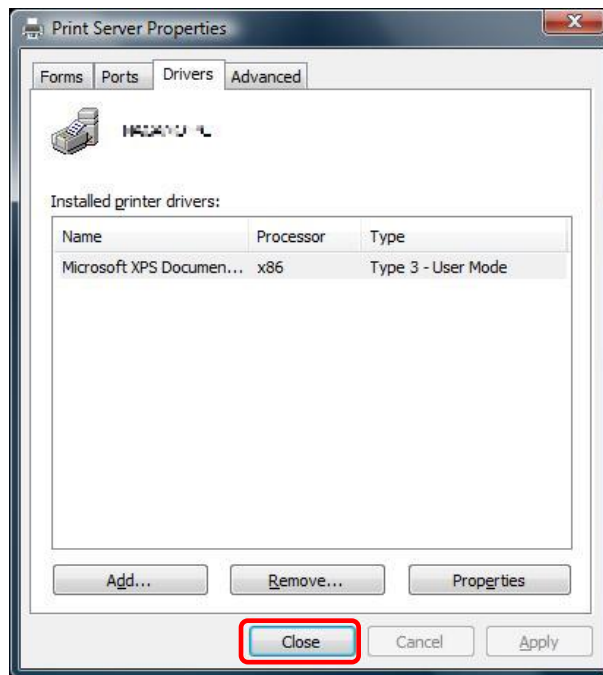 Print Server Properties
Forms Ports Drivers Advanced
Installed printer drivers:
Name Processor Type
Microsoft XPS Documen... x86 Type 3 - User Mode
Add... Remove... Properties
Close Cancel Apply